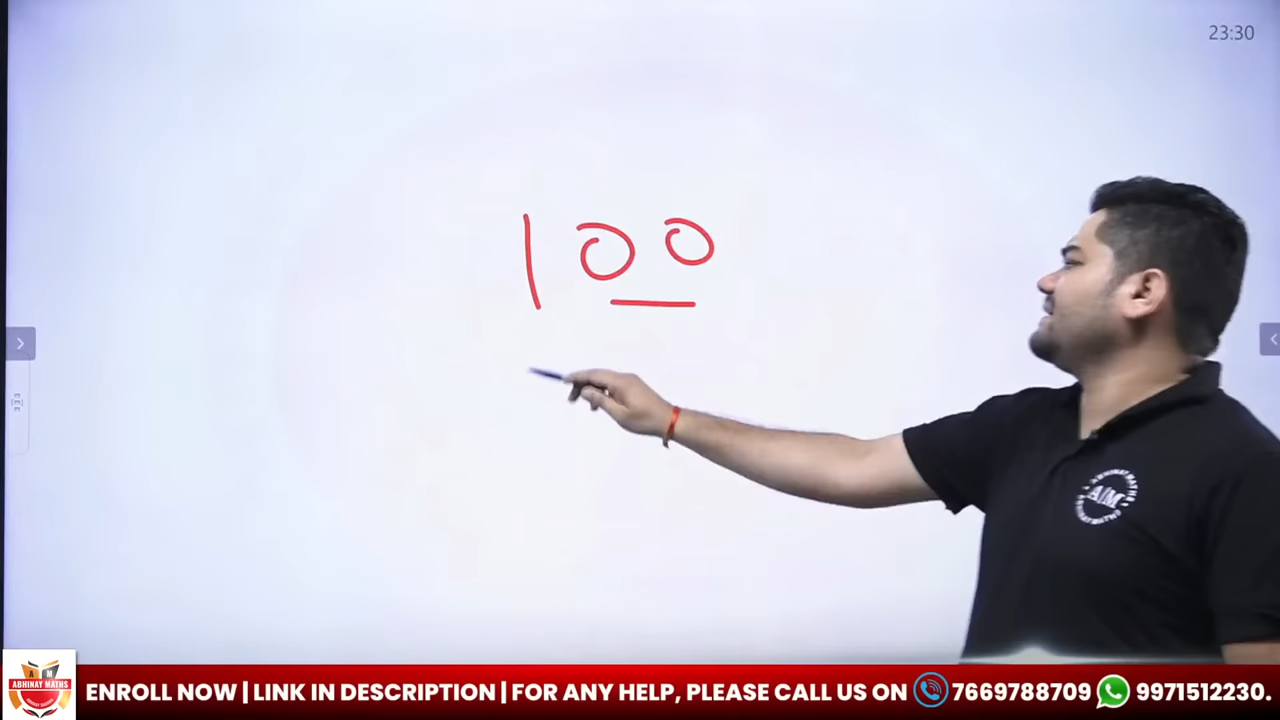 23:30
100
ABHINAY MATHS
ENROLL NOW | LINK IN DESCRIPTION | FOR ANY HELP, PLEASE CALL US ON 7669788709 9971512230.